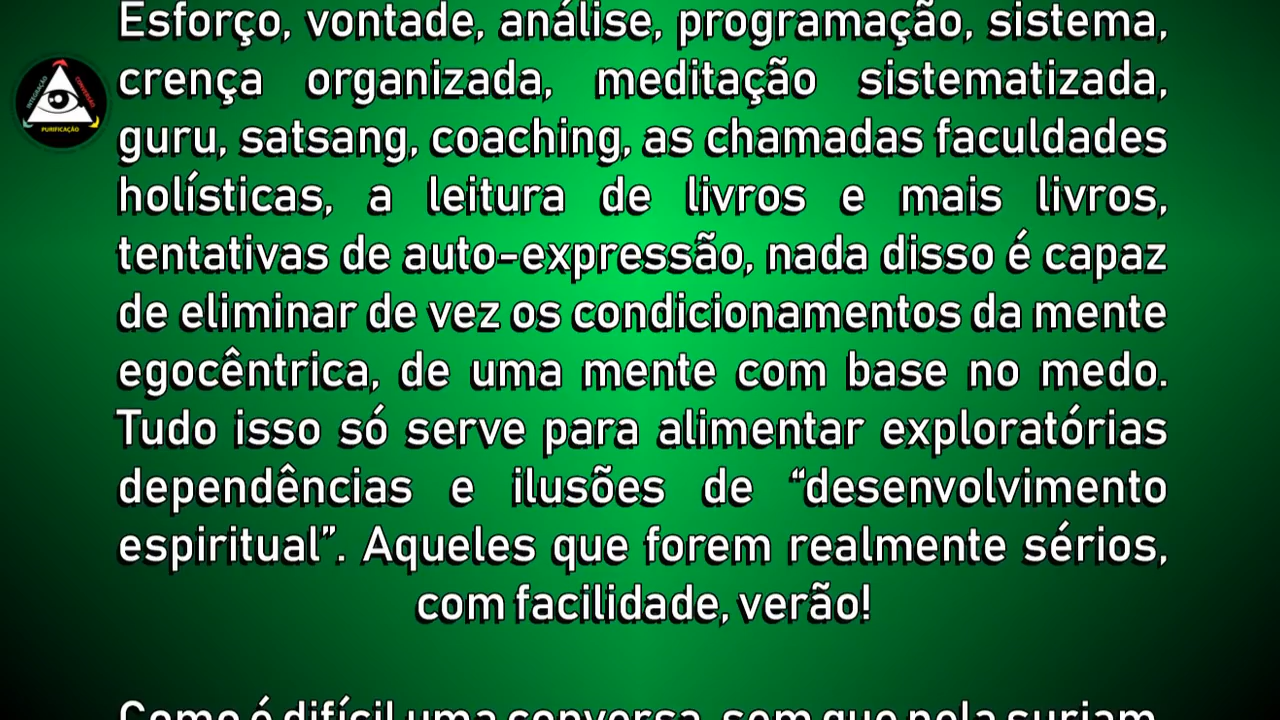 Esforço, vontade, análise, programação, sistema,
crença organizada, meditação sistematizada,
guru, satsang, coaching, as chamadas faculdades
holísticas, a leitura de livros e mais livros,
tentativas de auto-expressão, nada disso é capaz
de eliminar de vez os condicionamentos da mente
egocêntrica, de uma mente com base no medo.
Tudo isso só serve para alimentar exploratórias
dependências e ilusões de “desenvolvimento
espiritual”. Aqueles que forem realmente sérios,
com facilidade, verão!
Como é difícil uma conversa, sem que nela surjam
INTEGRAÇÃO
CONVERSÃO
PURIFICAÇÃO